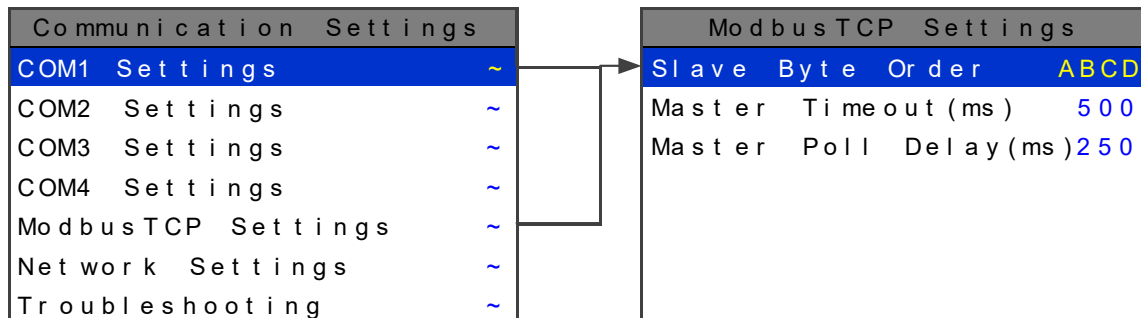 Communication Settings
COM1 Settings ~
COM2 Settings ~
COM3 Settings ~
COM4 Settings ~
ModbusTCP Settings ~
Network Settings ~
Troubleshooting ~
ModbusTCP Settings
Slave Byte Order ABCD
Master Timeout(ms) 500
Master Poll Delay(ms)250